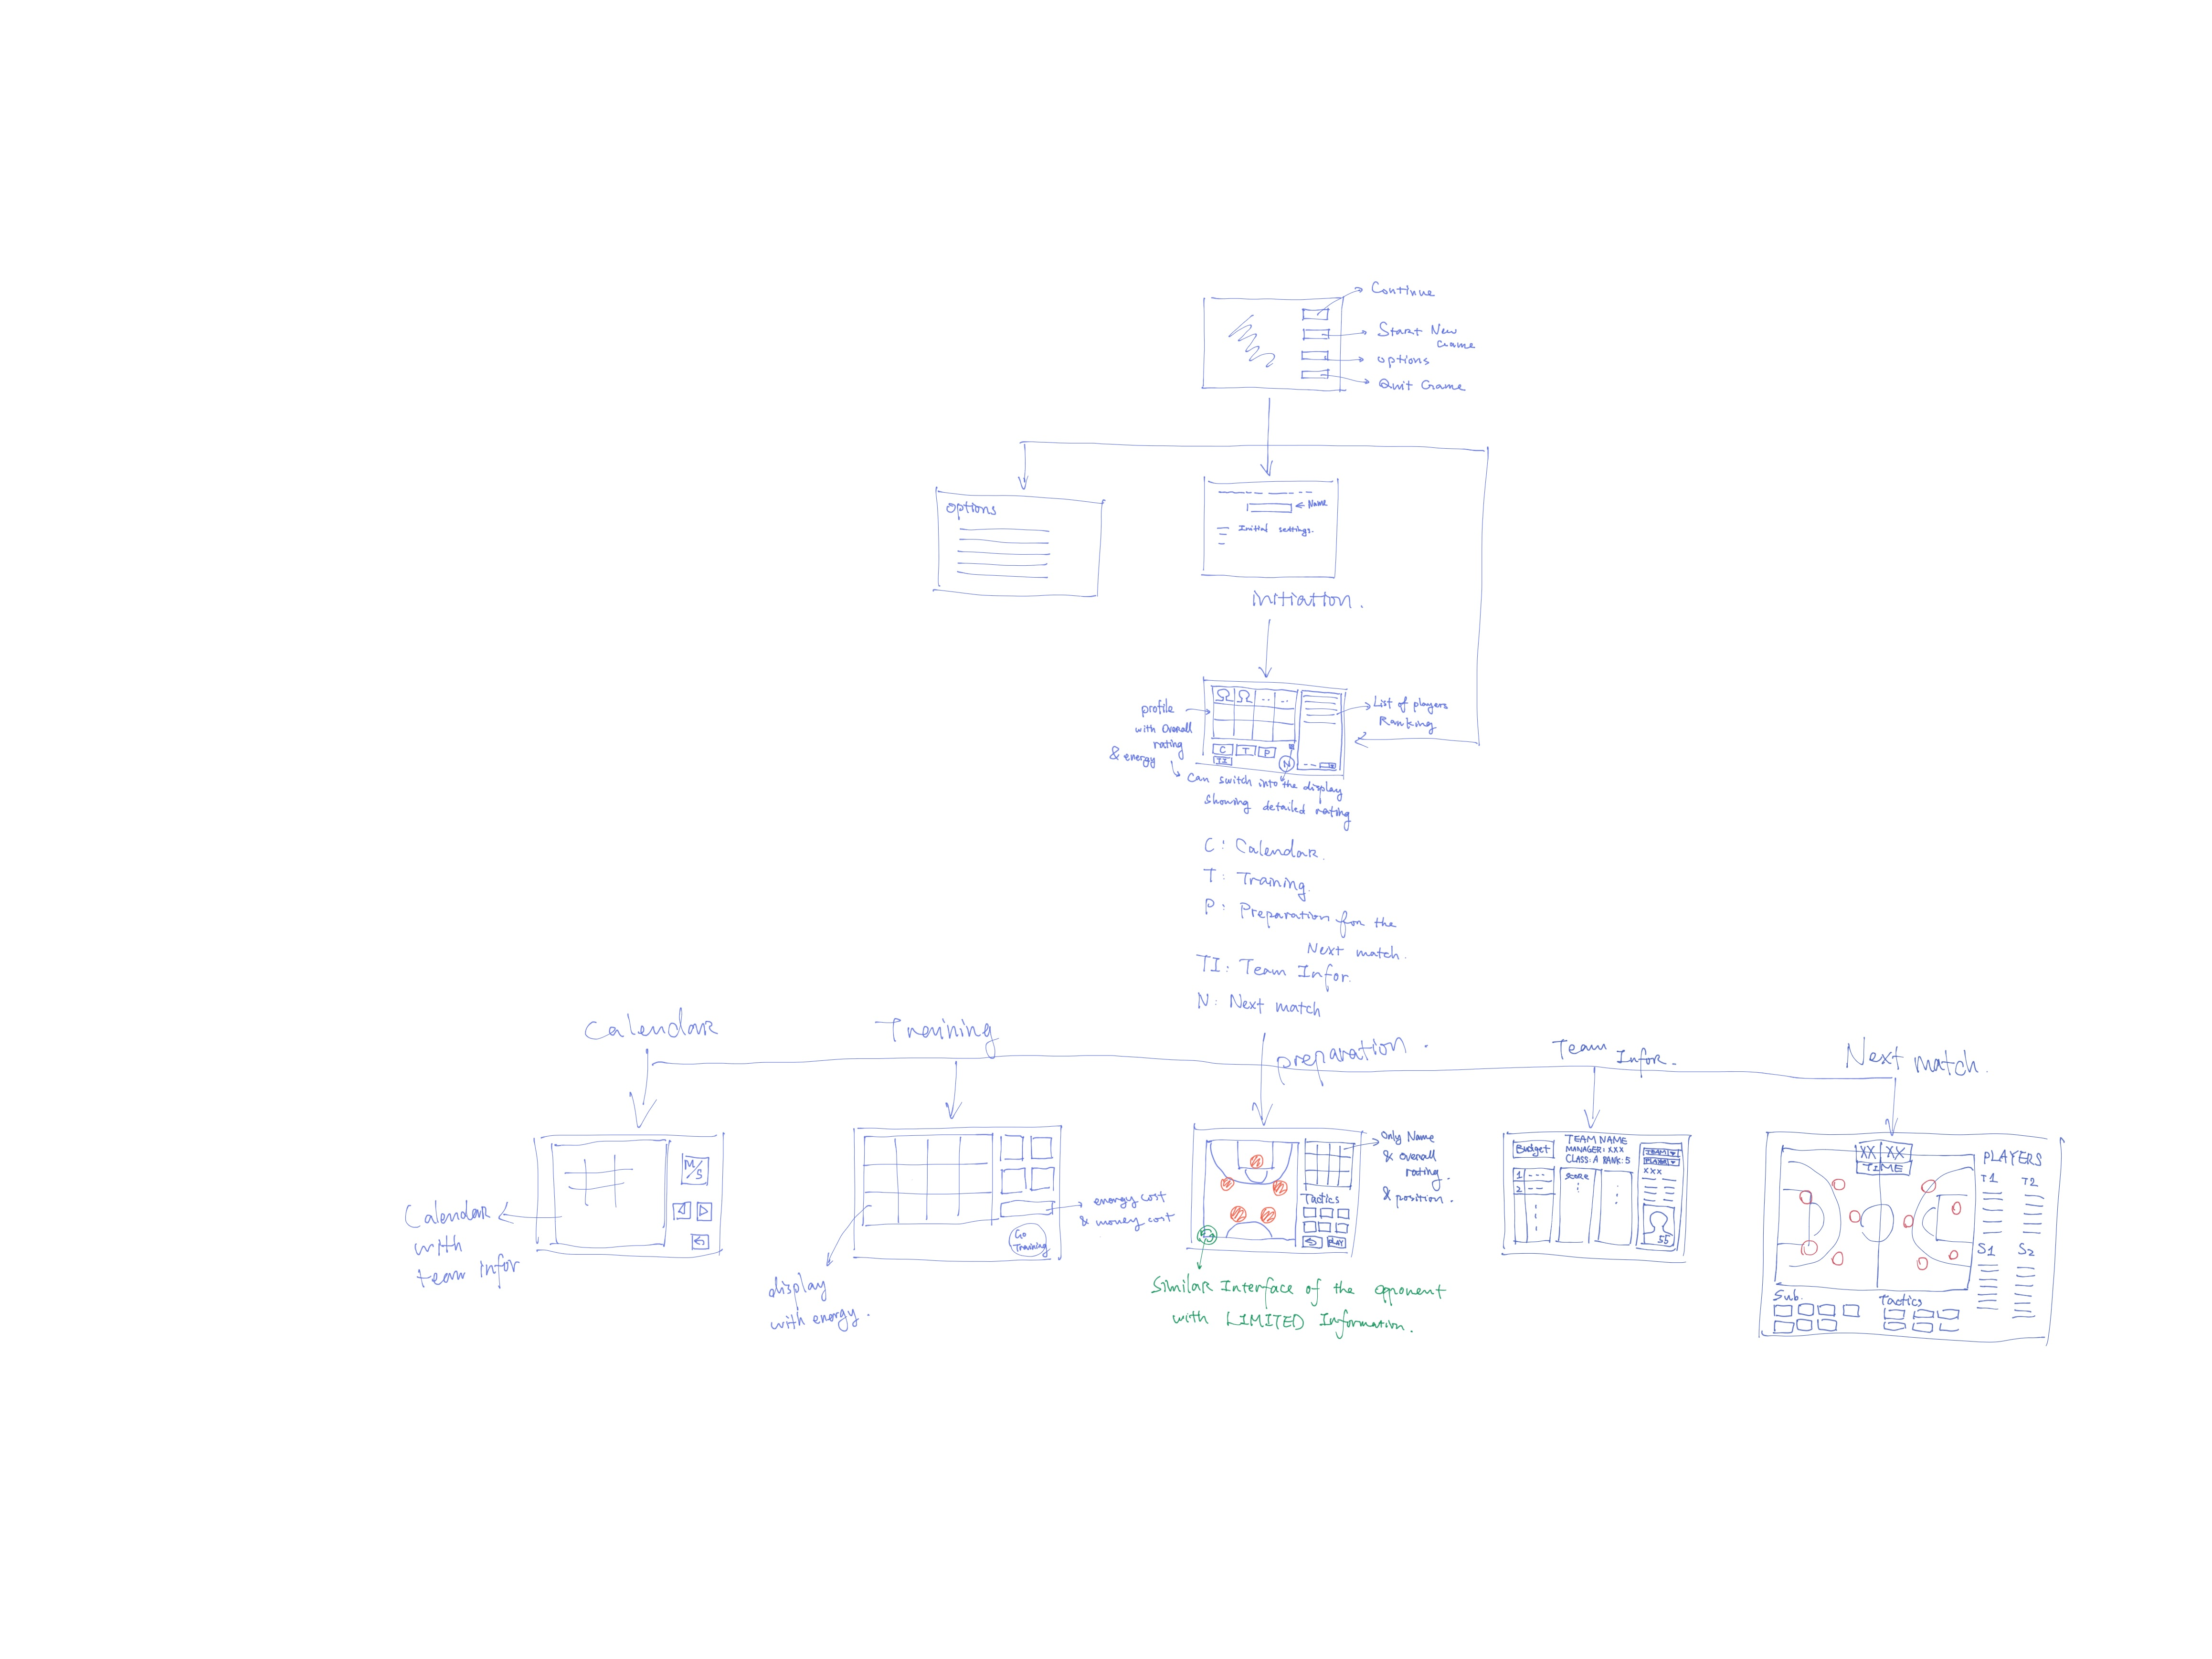 Continue
Start New
Game
options
Quit Game
options
Name
Initial settings.
initiation.
profile
with Overall
rating
& energy
C
T
P
TI
N
List of players
Ranking
Can switch into the display
showing detailed rating
C: Calendar.
T: Training.
P: Preparation for the
Next match.
TI: Team Infor.
N: Next match
Calendar
Training
preparation.
Team Infor.
Next match.
M/S
Calendar
with
team infor
Go
Training
energy cost
& money cost
display
with energy.
Tactics
PLAY
Only Name
& overall
rating.
& position.
Similar Interface of the opponent
with LIMITED Information.
Budget
TEAM NAME
MANAGER: XXX
CLASS: A RANK: 5
1
2
SCORE
TEAM
PLAYER
XXX
55
XX XX
TIME
PLAYERS
T1 T2
S1 S2
Sub.
Tactics